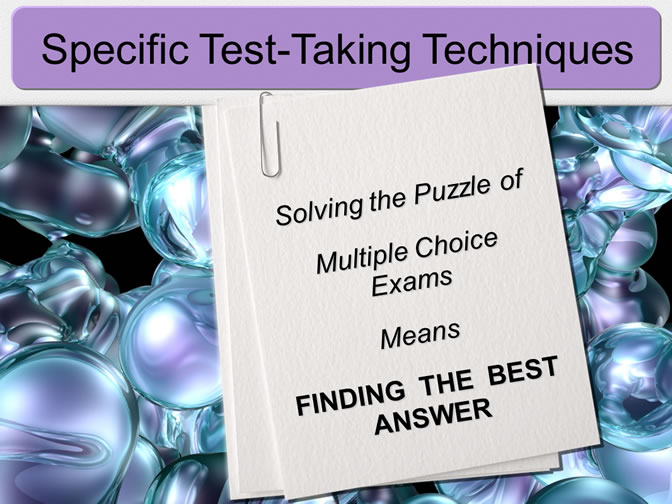 Specific Test-Taking Techniques
Solving the Puzzle of
Multiple Choice
Exams
Means
FINDING THE BEST
ANSWER